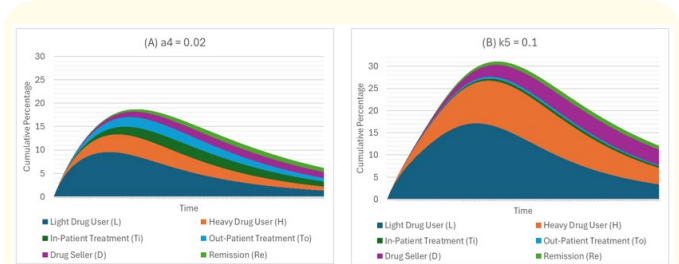 (A) a4 = 0.02
30
25
20
15
10
5
0
Cumulative Percentage
Time
Light Drug User (L)
Heavy Drug User (H)
In-Patient Treatment (Ti)
Out-Patient Treatment (To)
Drug Seller (D)
Remission (Re)
(B) k5 = 0.1
30
25
20
15
10
5
0
Cumulative Percentage
Time
Light Drug User (L)
Heavy Drug User (H)
In-Patient Treatment (Ti)
Out-Patient Treatment (To)
Drug Seller (D)
Remission (Re)